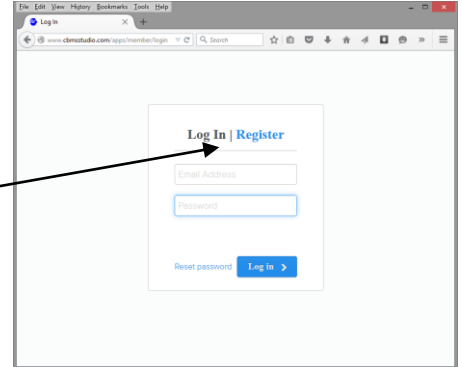 File Edit View History Bookmarks Tools Help
Log In
www.cbmsstudio.com/apps/member/login Search
Log In | Register
Email Address
Password
Reset password Log in